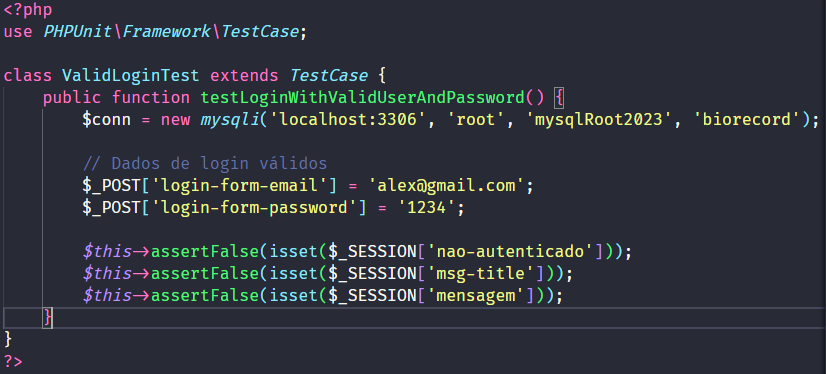 <?php
use PHPUnit\Framework\TestCase;
class ValidLoginTest extends TestCase {
public function testLoginWithValidUserAndPassword() {
$conn = new mysqli('localhost:3306', 'root', 'mysqlRoot2023', 'biorecord');
// Dados de login válidos
$_POST['login-form-email'] = 'alex@gmail.com';
$_POST['login-form-password'] = '1234';
$this->assertFalse(isset($_SESSION['nao-autenticado']));
$this->assertFalse(isset($_SESSION['msg-title']));
$this->assertFalse(isset($_SESSION['mensagem']));
}
}
?>